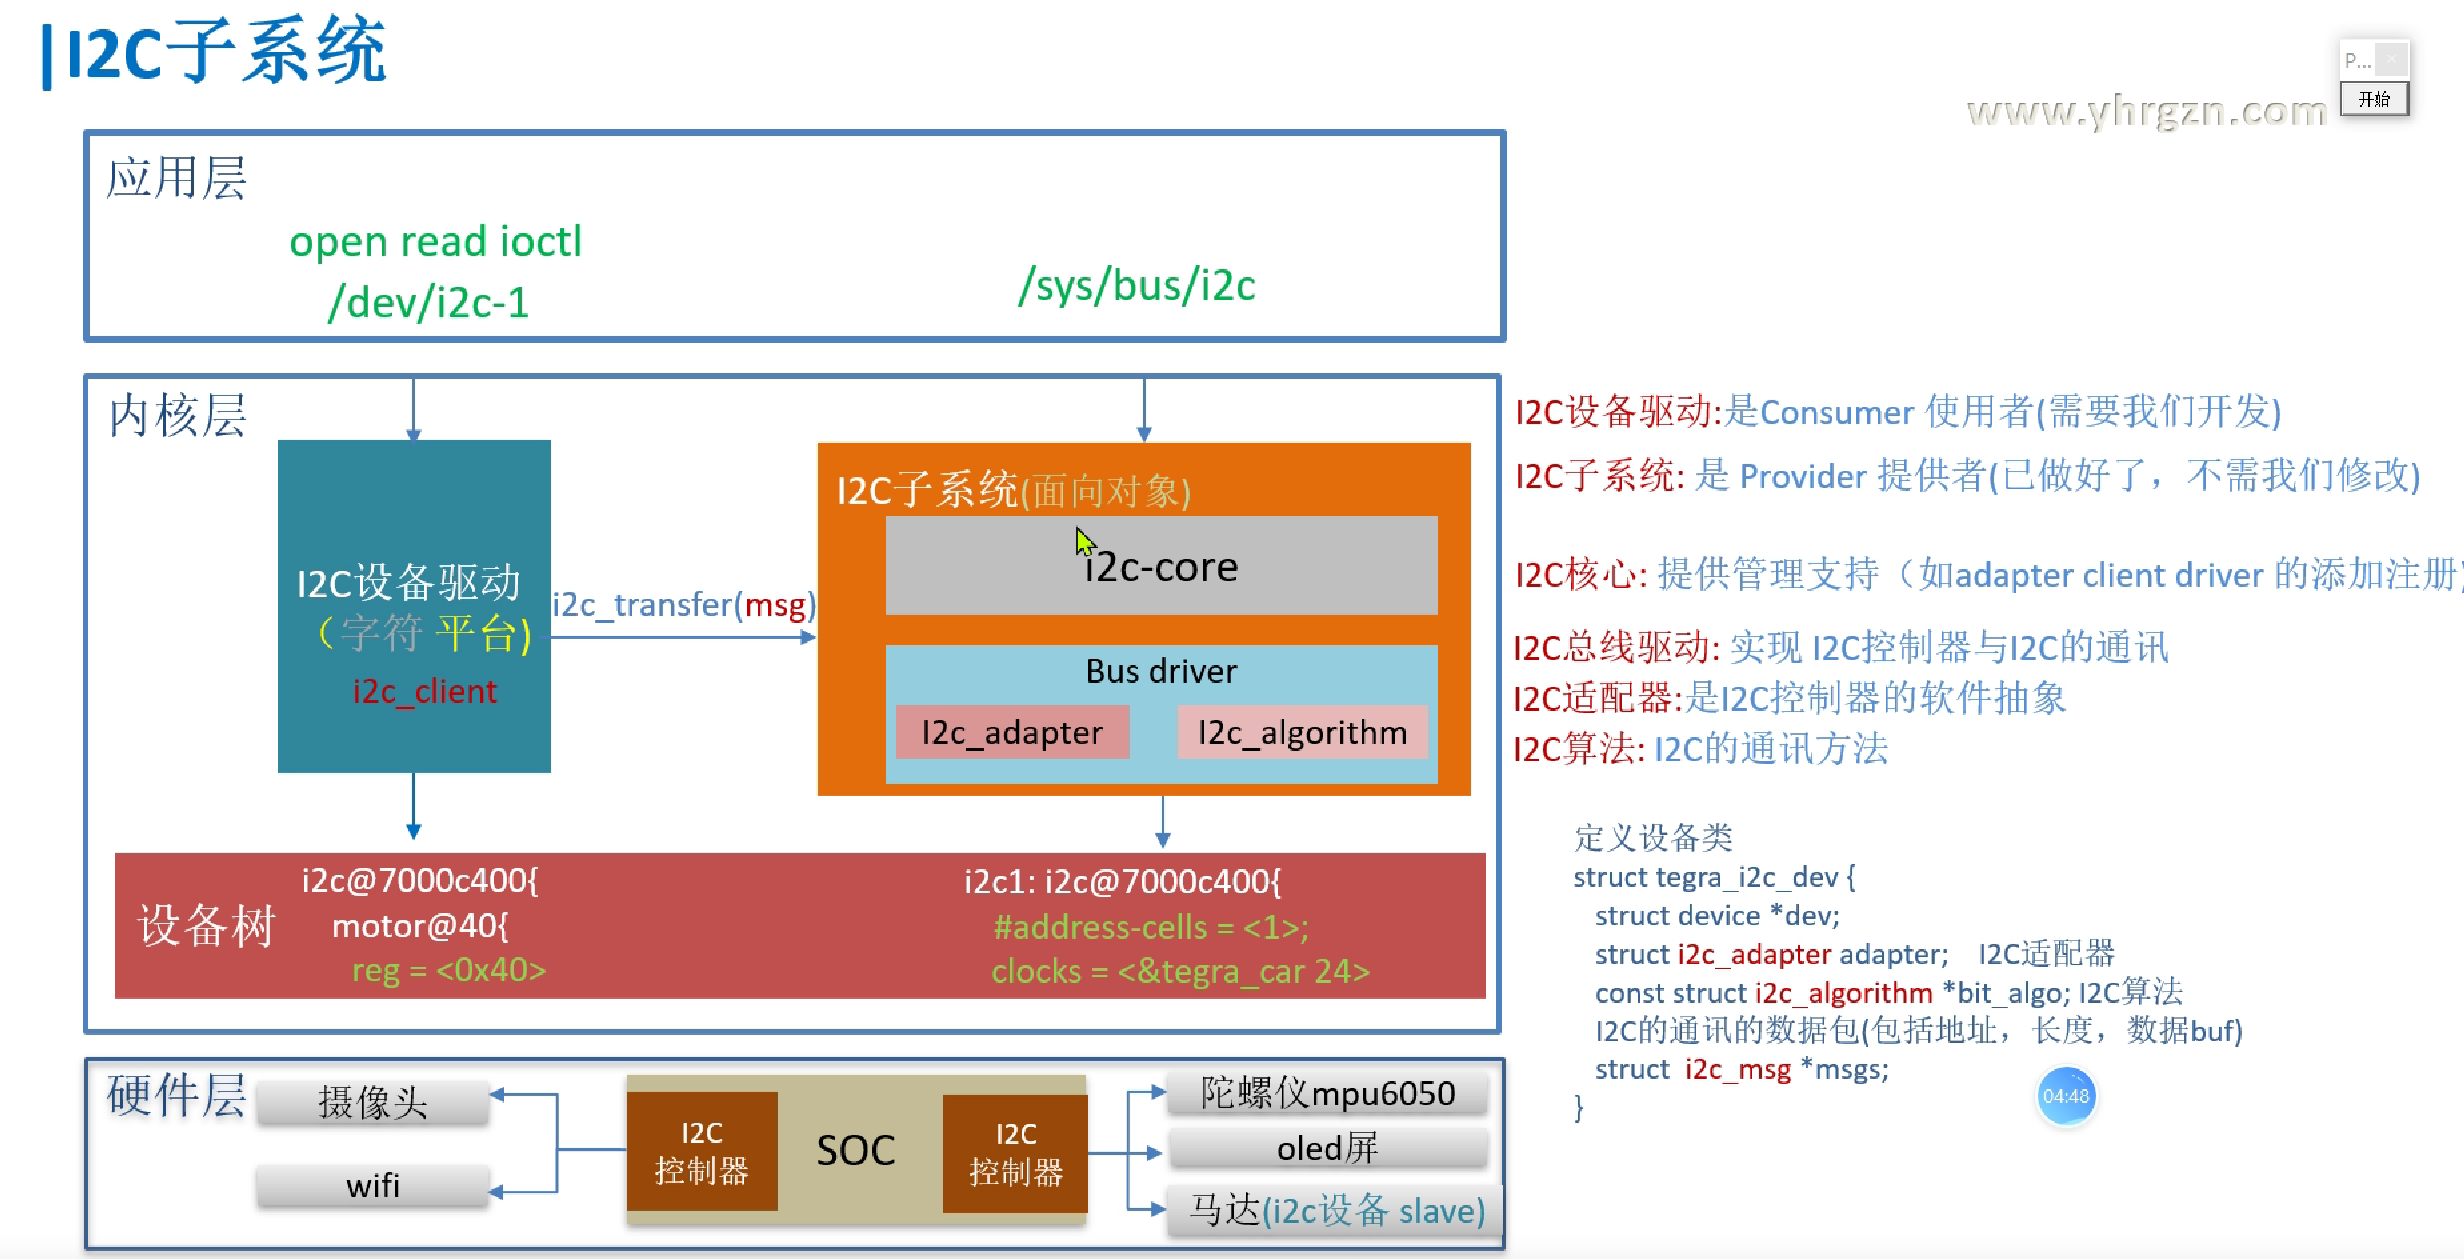 I2C子系统
P...
开始
www.yhrgzn.com
应用层
open read ioctl
/dev/i2c-1
/sys/bus/i2c
内核层
I2C设备驱动
（字符 平台)
i2c_client
i2c_transfer(msg)
I2C子系统(面向对象)
i2c-core
Bus driver
I2c_adapter
I2c_algorithm
设备树
i2c@7000c400{
motor@40{
reg = <0x40>
i2c1: i2c@7000c400{
#address-cells = <1>;
clocks = <&tegra_car 24>
硬件层
摄像头
wifi
I2C
控制器
SOC
I2C
控制器
陀螺仪mpu6050
oled屏
马达(i2c设备 slave)
I2C设备驱动:是Consumer 使用者(需要我们开发)
I2C子系统: 是 Provider 提供者(已做好了，不需我们修改)
I2C核心: 提供管理支持（如adapter client driver 的添加注册)
I2C总线驱动: 实现 I2C控制器与I2C的通讯
I2C适配器:是I2C控制器的软件抽象
I2C算法: I2C的通讯方法
定义设备类
struct tegra_i2c_dev {
struct device *dev;
struct i2c_adapter adapter; I2C适配器
const struct i2c_algorithm *bit_algo; I2C算法
I2C的通讯的数据包(包括地址，长度，数据buf)
struct i2c_msg *msgs;
}
04:48